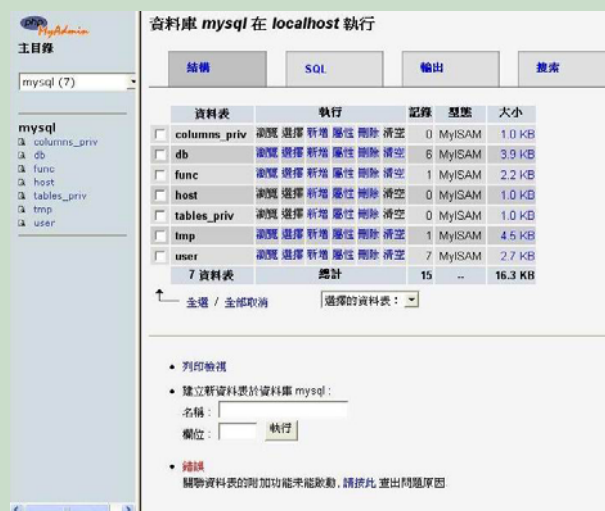 php
MyAdmin
主目錄
mysql (7)
mysql
columns_priv
db
func
host
tables_priv
tmp
user
資料庫 mysql 在 localhost 執行
結構 SQL 輸出 搜索
資料表 執行 記錄 型態 大小
columns_priv 瀏覽 選擇 新增 屬性 刪除 清空 0 MyISAM 1.0 KB
db 瀏覽 選擇 新增 屬性 刪除 清空 6 MyISAM 3.9 KB
func 瀏覽 選擇 新增 屬性 刪除 清空 1 MyISAM 2.2 KB
host 瀏覽 選擇 新增 屬性 刪除 清空 0 MyISAM 1.0 KB
tables_priv 瀏覽 選擇 新增 屬性 刪除 清空 0 MyISAM 1.0 KB
tmp 瀏覽 選擇 新增 屬性 刪除 清空 1 MyISAM 4.5 KB
user 瀏覽 選擇 新增 屬性 刪除 清空 7 MyISAM 2.7 KB
7 資料表 總計 15 -- 16.3 KB
全選 / 全部取消 選擇的資料表：
列印檢視
建立新資料表於資料庫 mysql :
名稱 :
欄位 : 執行
錯誤
關聯資料表的附加功能未能啟動, 請按此 查出問題原因